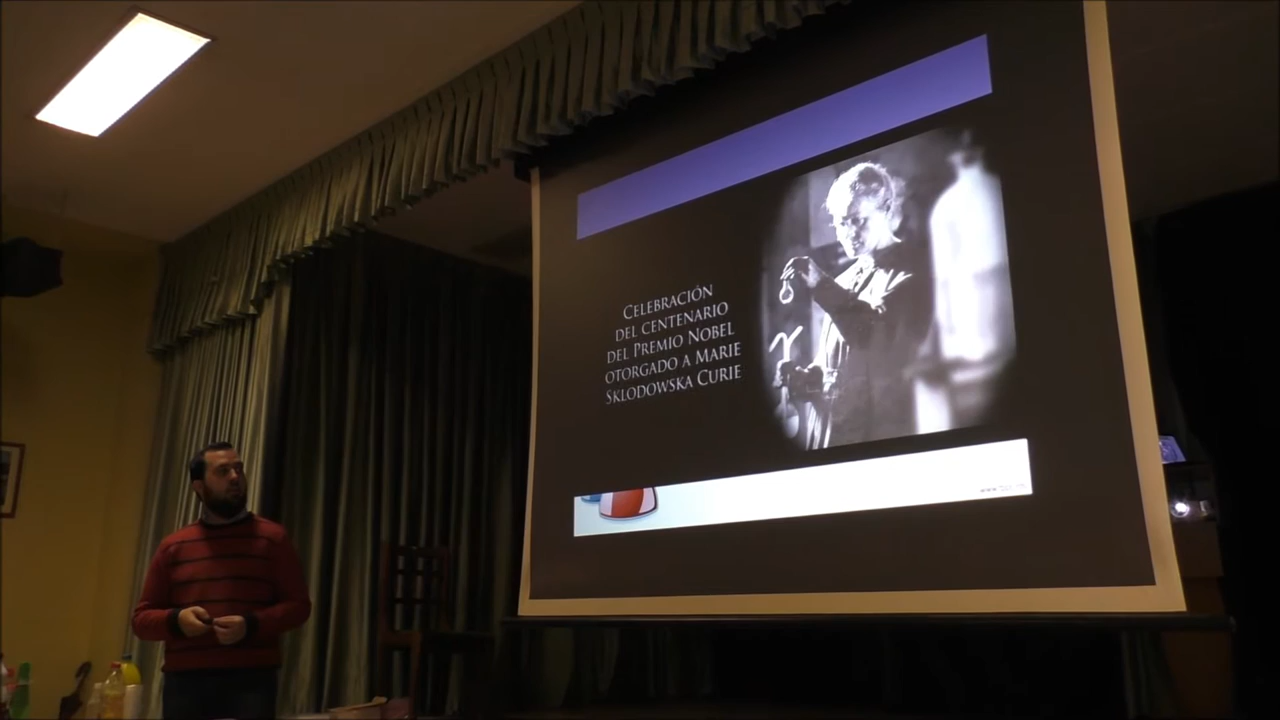 CELEBRACIÓN
DEL CENTENARIO
DEL PREMIO NOBEL
OTORGADO A MARIE
SKLODOWSKA CURIE